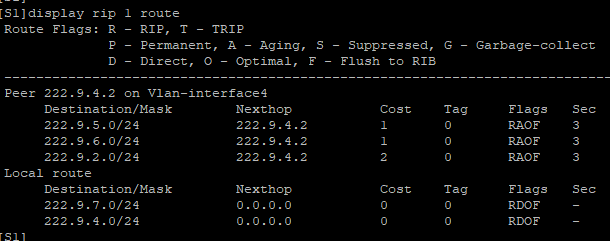 [S1]display rip 1 route
Route Flags: R - RIP, T - TRIP
P - Permanent, A - Aging, S - Suppressed, G - Garbage-collect
D - Direct, O - Optimal, F - Flush to RIB
----------------------------------------------------------------------------
Peer 222.9.4.2 on Vlan-interface4
Destination/Mask Nexthop Cost Tag Flags Sec
222.9.5.0/24 222.9.4.2 1 0 RAOF 3
222.9.6.0/24 222.9.4.2 1 0 RAOF 3
222.9.2.0/24 222.9.4.2 2 0 RAOF 3
Local route
Destination/Mask Nexthop Cost Tag Flags Sec
222.9.7.0/24 0.0.0.0 0 0 RDOF -
222.9.4.0/24 0.0.0.0 0 0 RDOF -
[S1]